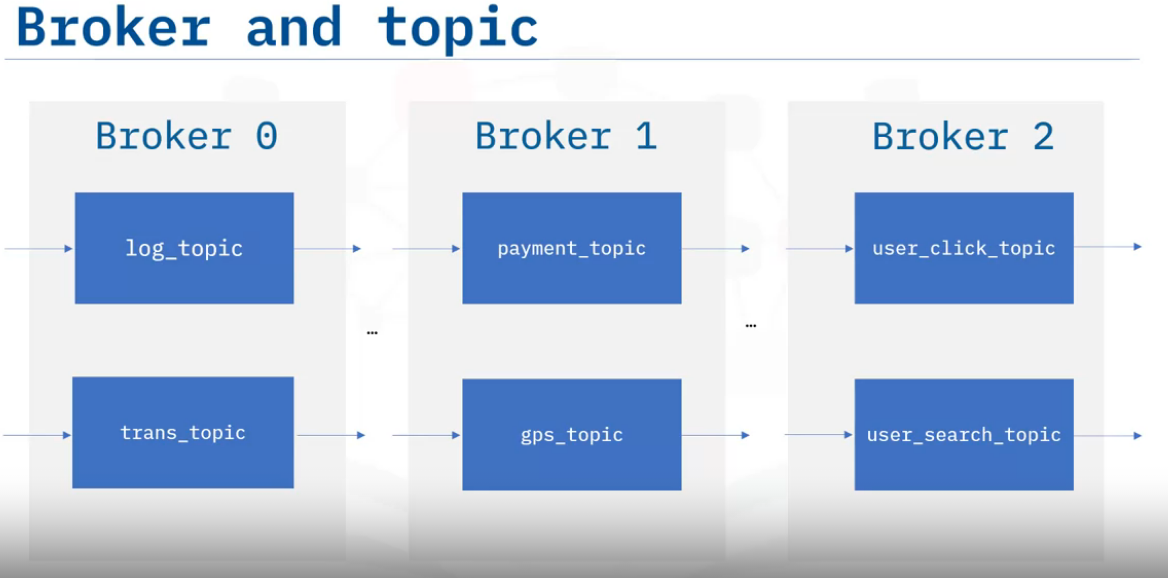 Broker and topic
Broker 0
Broker 1
Broker 2
log_topic
payment_topic
user_click_topic
…
…
trans_topic
gps_topic
user_search_topic